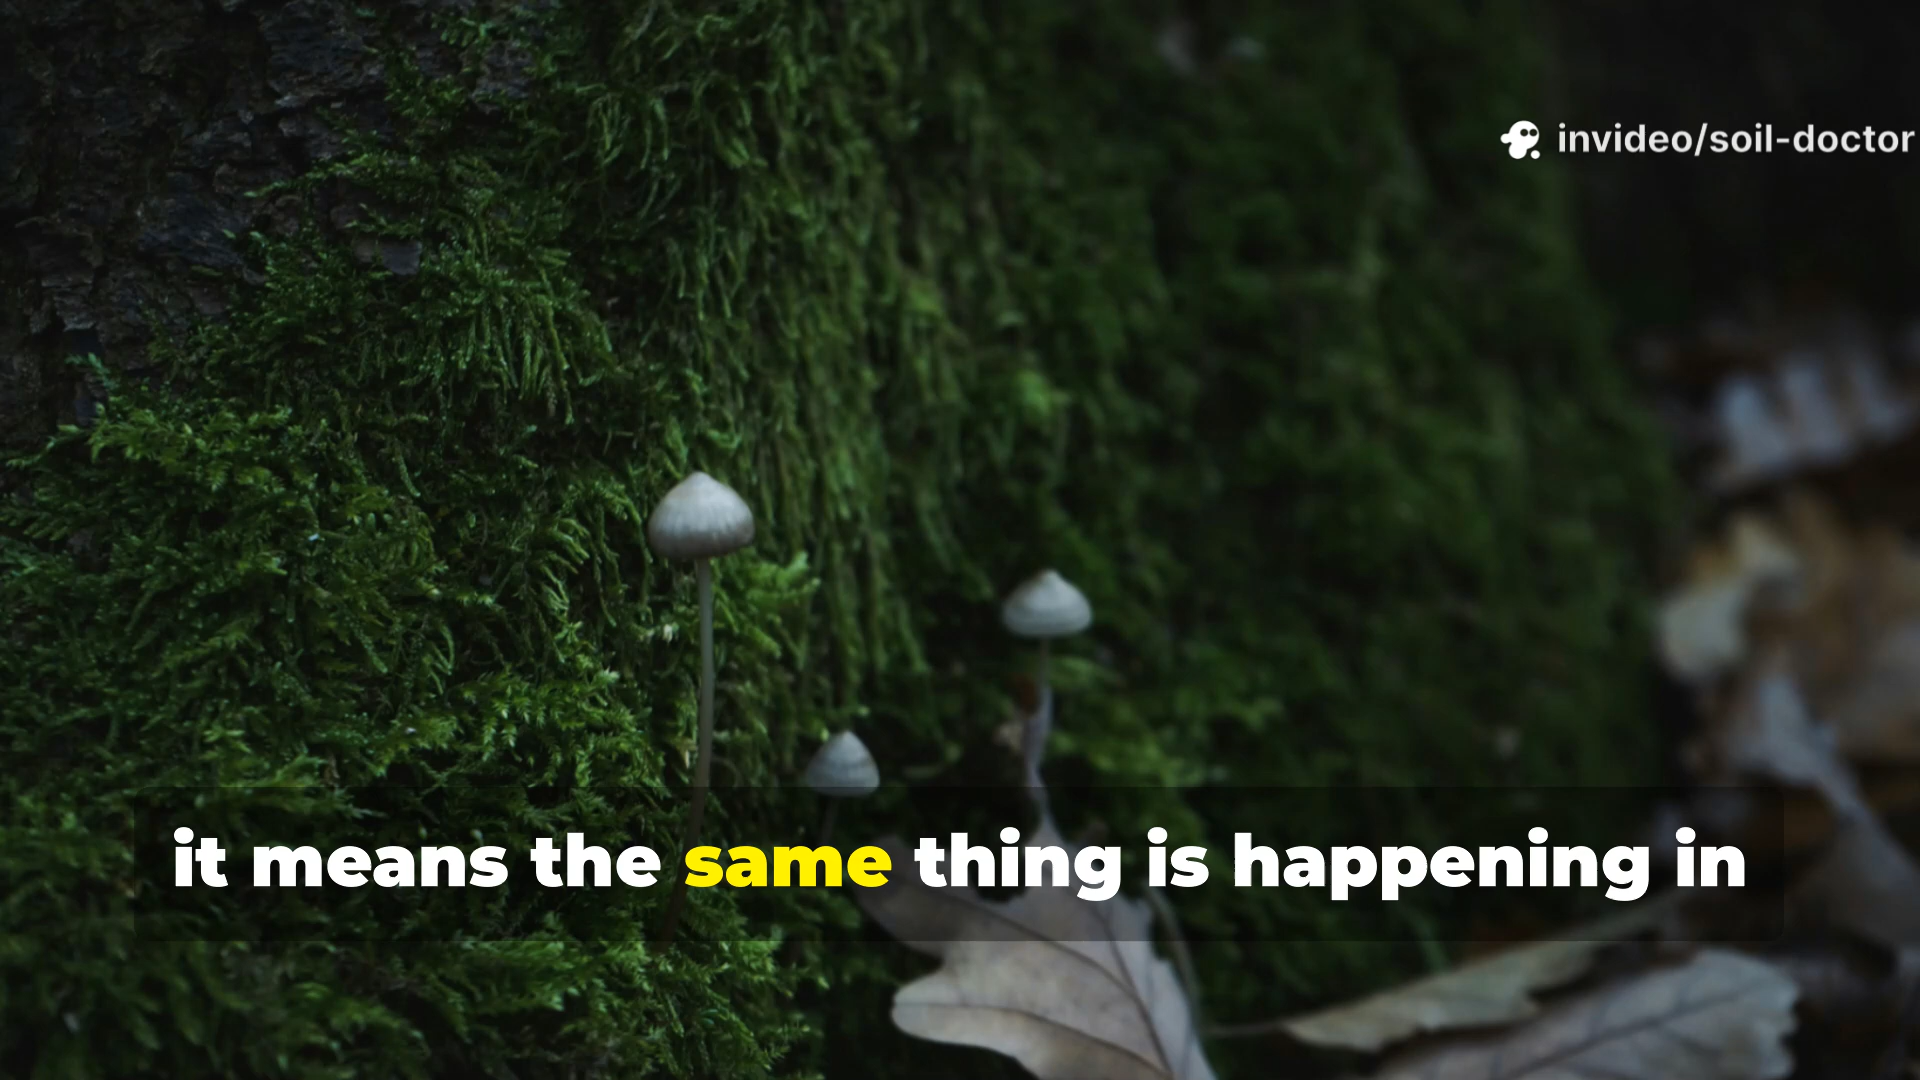 invideo/soil-doctor
it means the same thing is happening in